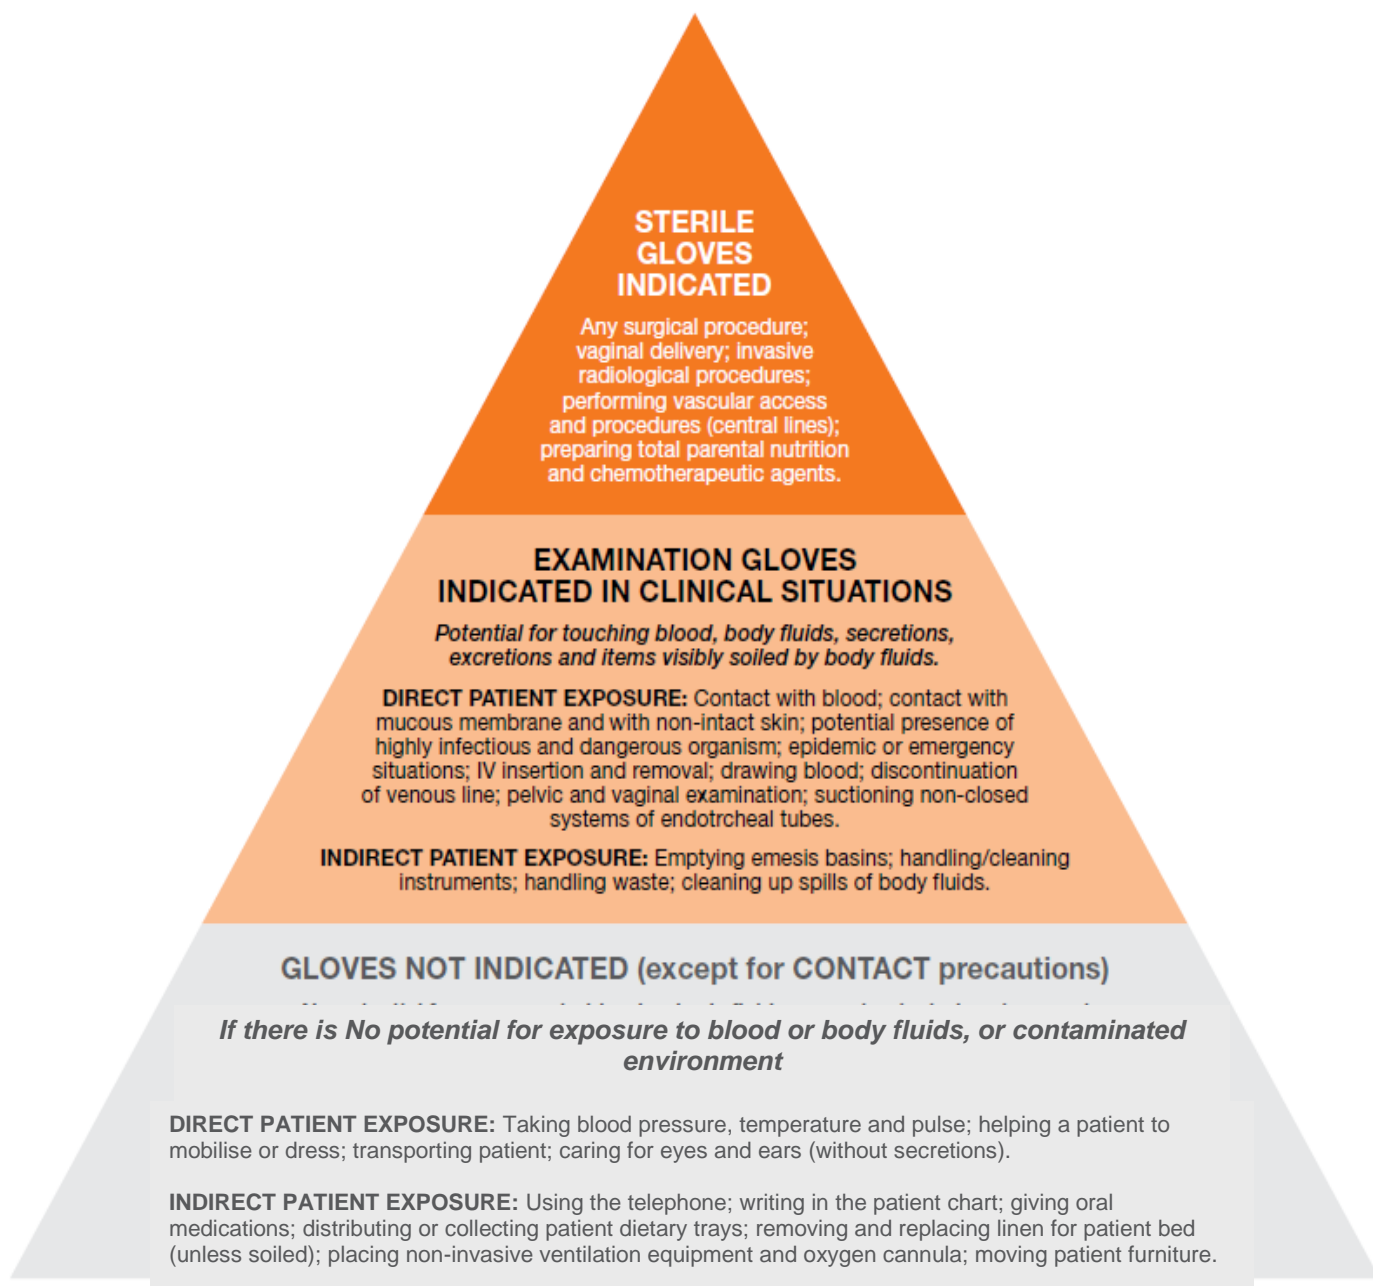 STERILE
GLOVES
INDICATED
Any surgical procedure;
vaginal delivery; invasive
radiological procedures;
performing vascular access
and procedures (central lines);
preparing total parental nutrition
and chemotherapeutic agents.
EXAMINATION GLOVES
INDICATED IN CLINICAL SITUATIONS
Potential for touching blood, body fluids, secretions,
excretions and items visibly soiled by body fluids.
DIRECT PATIENT EXPOSURE: Contact with blood; contact with
mucous membrane and with non-intact skin; potential presence of
highly infectious and dangerous organism; epidemic or emergency
situations; IV insertion and removal; drawing blood; discontinuation
of venous line; pelvic and vaginal examination; suctioning non-closed
systems of endotrcheal tubes.
INDIRECT PATIENT EXPOSURE: Emptying emesis basins; handling/cleaning
instruments; handling waste; cleaning up spills of body fluids.
GLOVES NOT INDICATED (except for CONTACT precautions)
If there is No potential for exposure to blood or body fluids, or contaminated
environment
DIRECT PATIENT EXPOSURE: Taking blood pressure, temperature and pulse; helping a patient to
mobilise or dress; transporting patient; caring for eyes and ears (without secretions).
INDIRECT PATIENT EXPOSURE: Using the telephone; writing in the patient chart; giving oral
medications; distributing or collecting patient dietary trays; removing and replacing linen for patient bed
(unless soiled); placing non-invasive ventilation equipment and oxygen cannula; moving patient furniture.